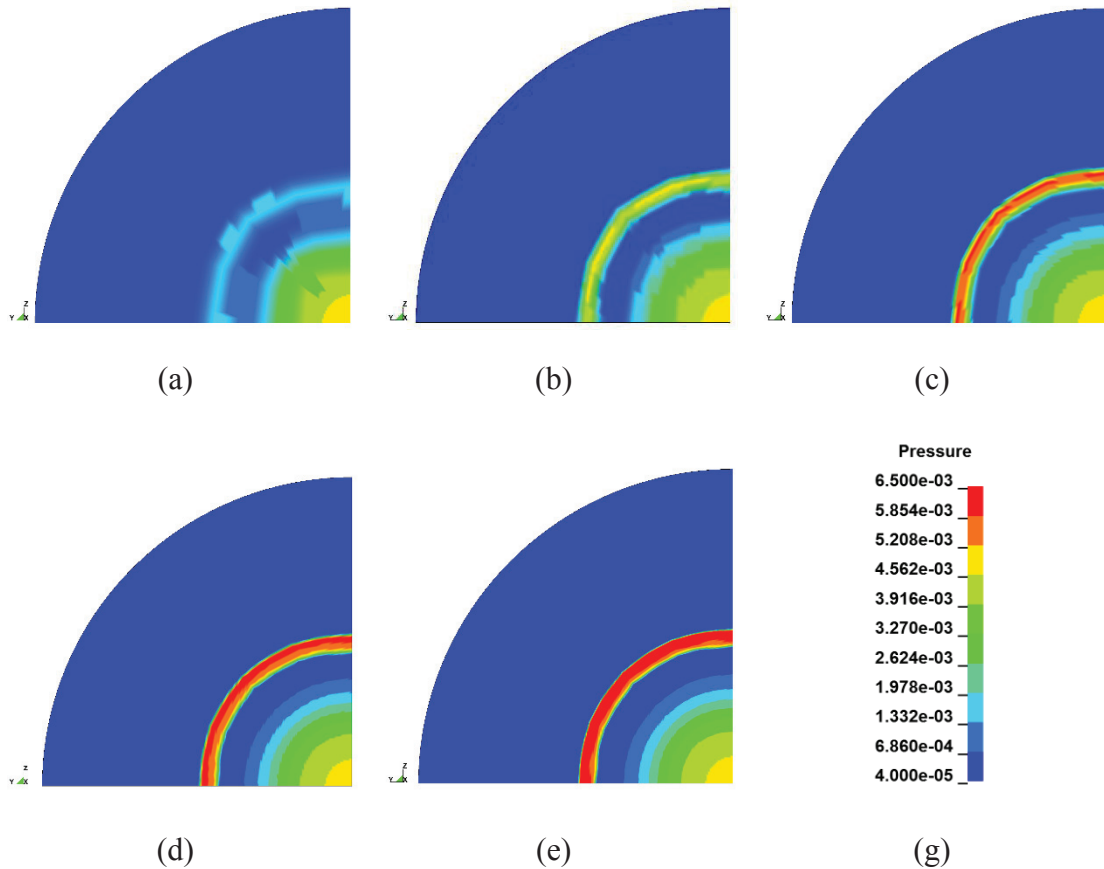 Z
Y X
Z
Y X
Z
Y X
(a)
(b)
(c)
Pressure
6.500e-03
5.854e-03
5.208e-03
4.562e-03
3.916e-03
3.270e-03
2.624e-03
1.978e-03
1.332e-03
6.860e-04
4.000e-05
Z
Y X
Z
Y X
(d)
(e)
(g)